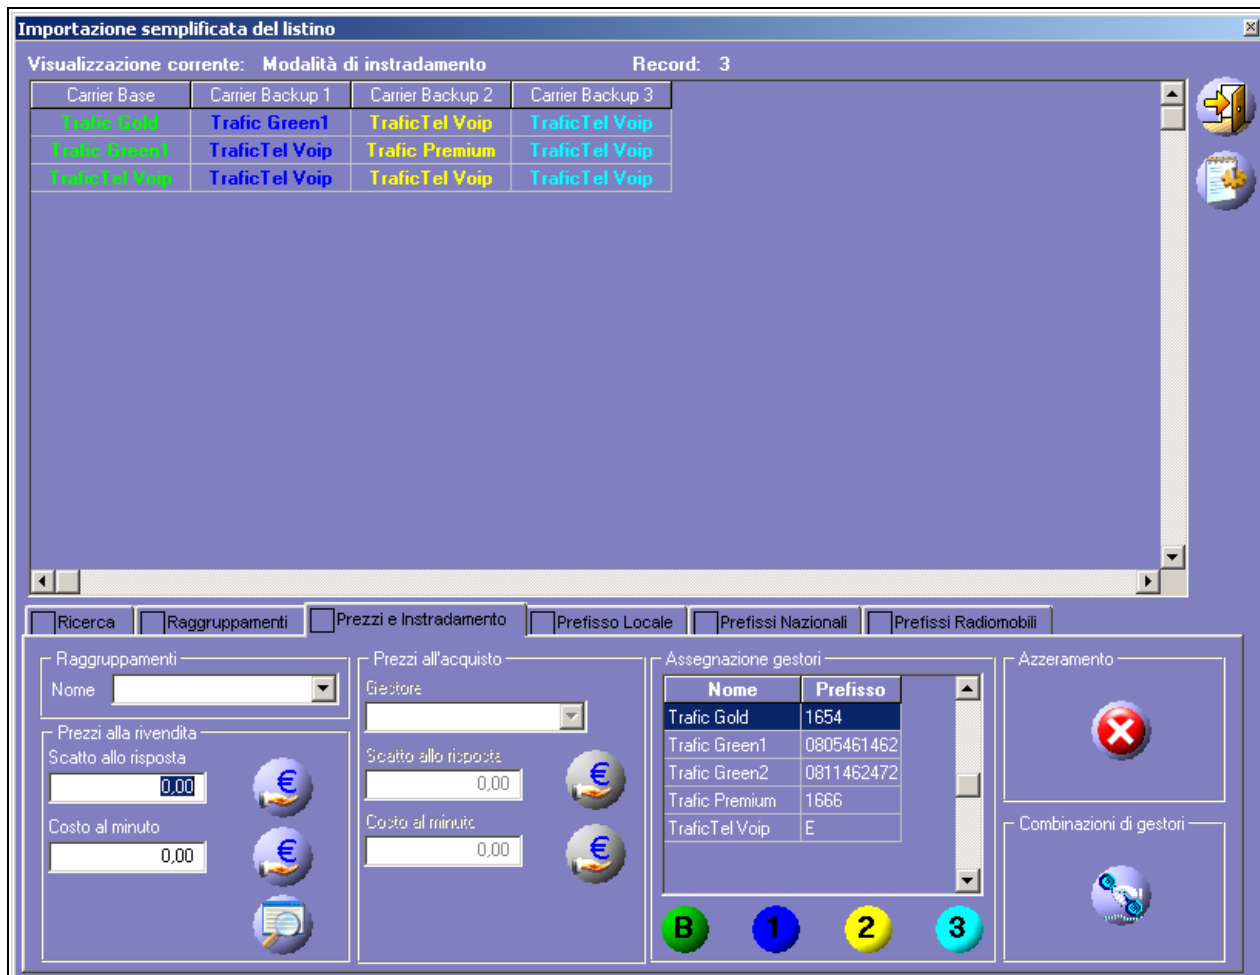 Importazione semplificata del listino
Visualizzazione corrente: Modalità di instradamento Record: 3
Carrier Base Carrier Backup 1 Carrier Backup 2 Carrier Backup 3
Trafic Gold Trafic Green1 TraficTel Voip TraficTel Voip
Trafic Green1 TraficTel Voip Trafic Premium TraficTel Voip
TraficTel Voip TraficTel Voip TraficTel Voip TraficTel Voip
Ricerca Raggruppamenti Prezzi e Instradamento Prefisso Locale Prefissi Nazionali Prefissi Radiomobili
Raggruppamenti
Nome
Prezzi alla rivendita
Scatto allo risposta
0,00
€
Costo al minuto
0,00
€
Prezzi all'acquisto
Gestore
Scatto allo risposta
0,00
€
Costo al minuto
0,00
€
Assegnazione gestori
Nome Prefisso
Trafic Gold 1654
Trafic Green1 0805461462
Trafic Green2 0811462472
Trafic Premium 1666
TraficTel Voip E
B 1 2 3
Azzeramento
Combinazioni di gestori